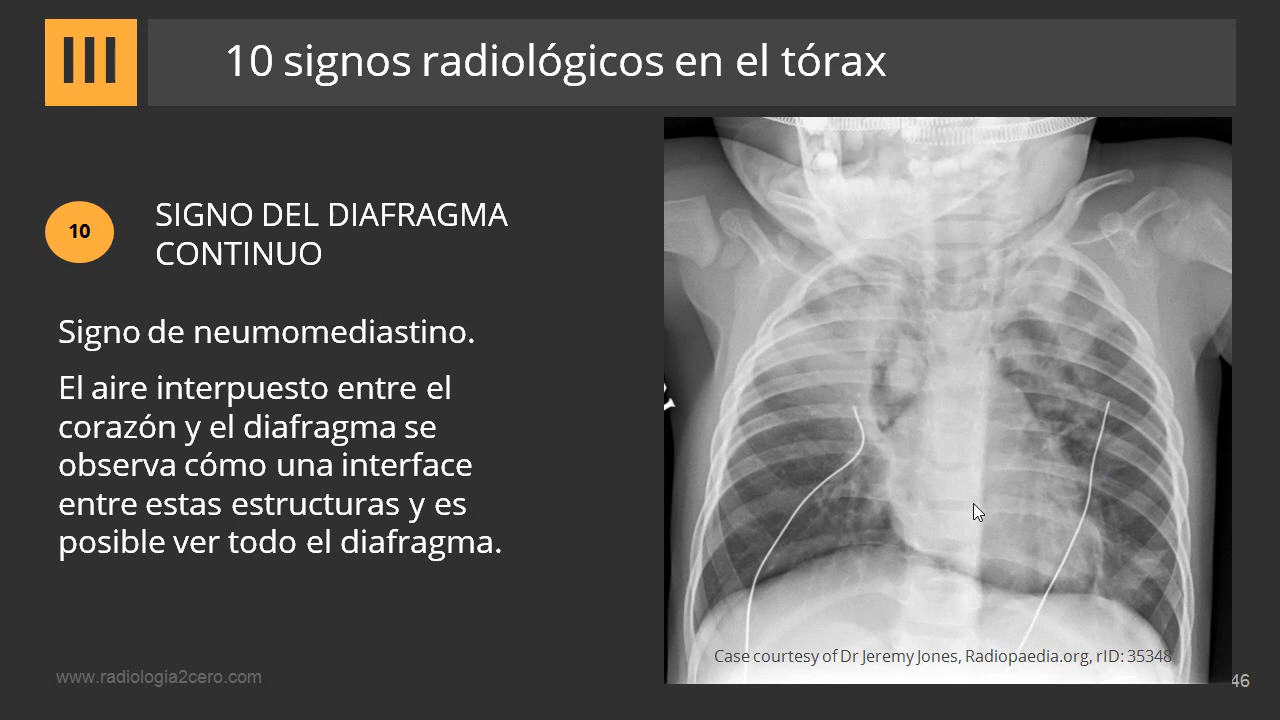 III
10 signos radiológicos en el tórax
10
SIGNO DEL DIAFRAGMA
CONTINUO
Signo de neumomediastino.
El aire interpuesto entre el
corazón y el diafragma se
observa cómo una interface
entre estas estructuras y es
posible ver todo el diafragma.
Case courtesy of Dr Jeremy Jones, Radiopaedia.org, rID: 35348
www.radiologia2cero.com
46